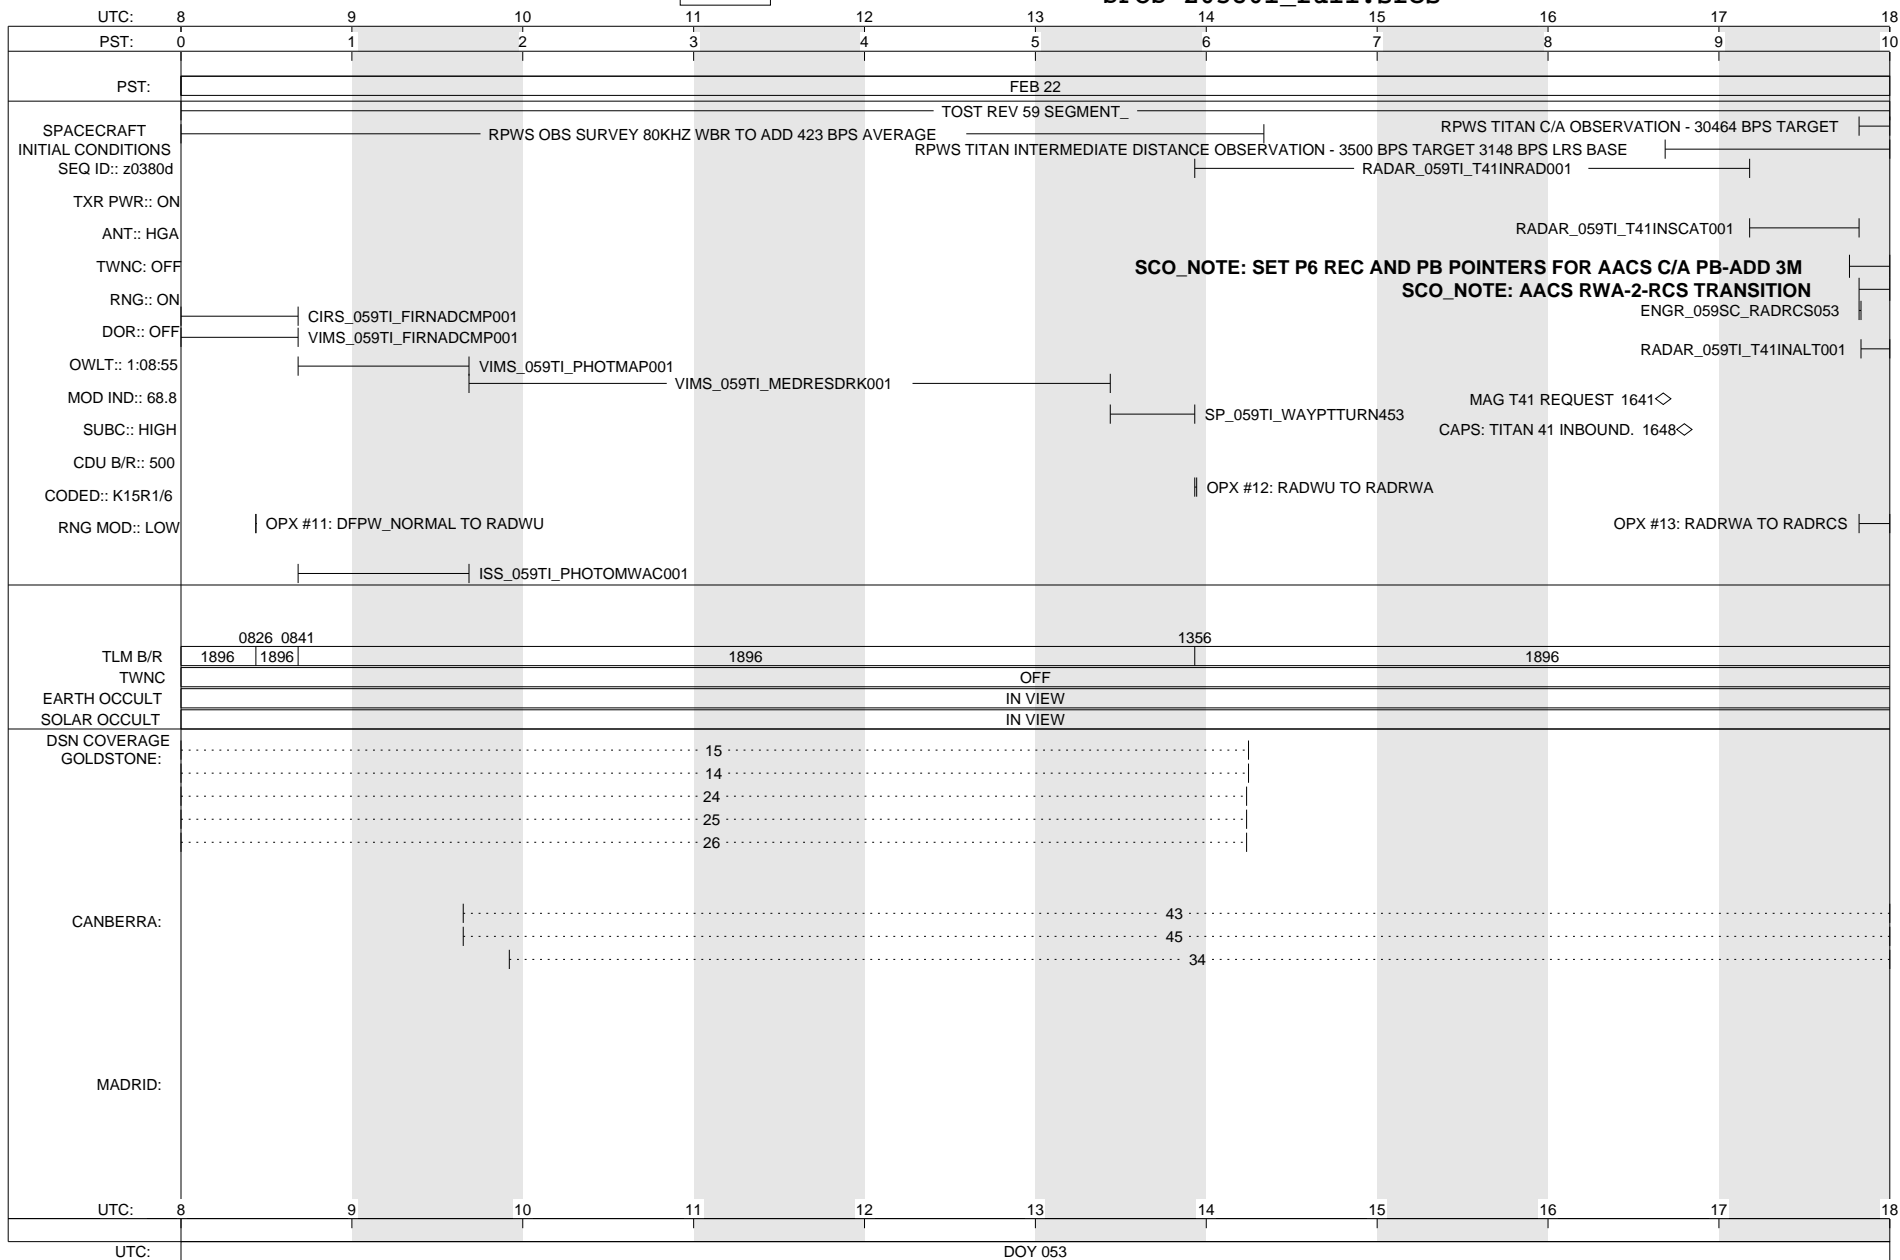 UTC: 8 9 10 11 12 13 14 15 16 17 18
PST: 0 1 2 3 4 5 6 7 8 9 10
PST: FEB 22
TOST REV 59 SEGMENT_
SPACECRAFT
INITIAL CONDITIONS
SEQ ID:: z0380d
TXR PWR:: ON
ANT:: HGA
TWNC: OFF
RNG:: ON
DOR:: OFF
OWLT:: 1:08:55
MOD IND:: 68.8
SUBC:: HIGH
CDU B/R:: 500
CODED:: K15R1/6
RNG MOD:: LOW
RPWS OBS SURVEY 80KHZ WBR TO ADD 423 BPS AVERAGE
RPWS TITAN C/A OBSERVATION - 30464 BPS TARGET
RPWS TITAN INTERMEDIATE DISTANCE OBSERVATION - 3500 BPS TARGET 3148 BPS LRS BASE
RADAR_059TI_T41INRAD001
RADAR_059TI_T41INSCAT001
SCO_NOTE: SET P6 REC AND PB POINTERS FOR AACS C/A PB-ADD 3M
SCO_NOTE: AACS RWA-2-RCS TRANSITION
ENGR_059SC_RADRCS053
CIRS_059TI_FIRNADCMP001
VIMS_059TI_FIRNADCMP001
RADAR_059TI_T41INALT001
VIMS_059TI_PHOTMAP001
VIMS_059TI_MEDRESDRK001
MAG T41 REQUEST 1641
SP_059TI_WAYPTTURN453
CAPS: TITAN 41 INBOUND. 1648
OPX #12: RADWU TO RADRWA
OPX #11: DFPW_NORMAL TO RADWU
OPX #13: RADRWA TO RADRCS
ISS_059TI_PHOTOMWAC001
0826 0841 1356
TLM B/R 1896 1896 1896 1896
TWNC OFF
EARTH OCCULT IN VIEW
SOLAR OCCULT IN VIEW
DSN COVERAGE
GOLDSTONE:
15
14
24
25
26
CANBERRA:
43
45
34
MADRID:
UTC: 8 9 10 11 12 13 14 15 16 17 18
UTC: DOY 053